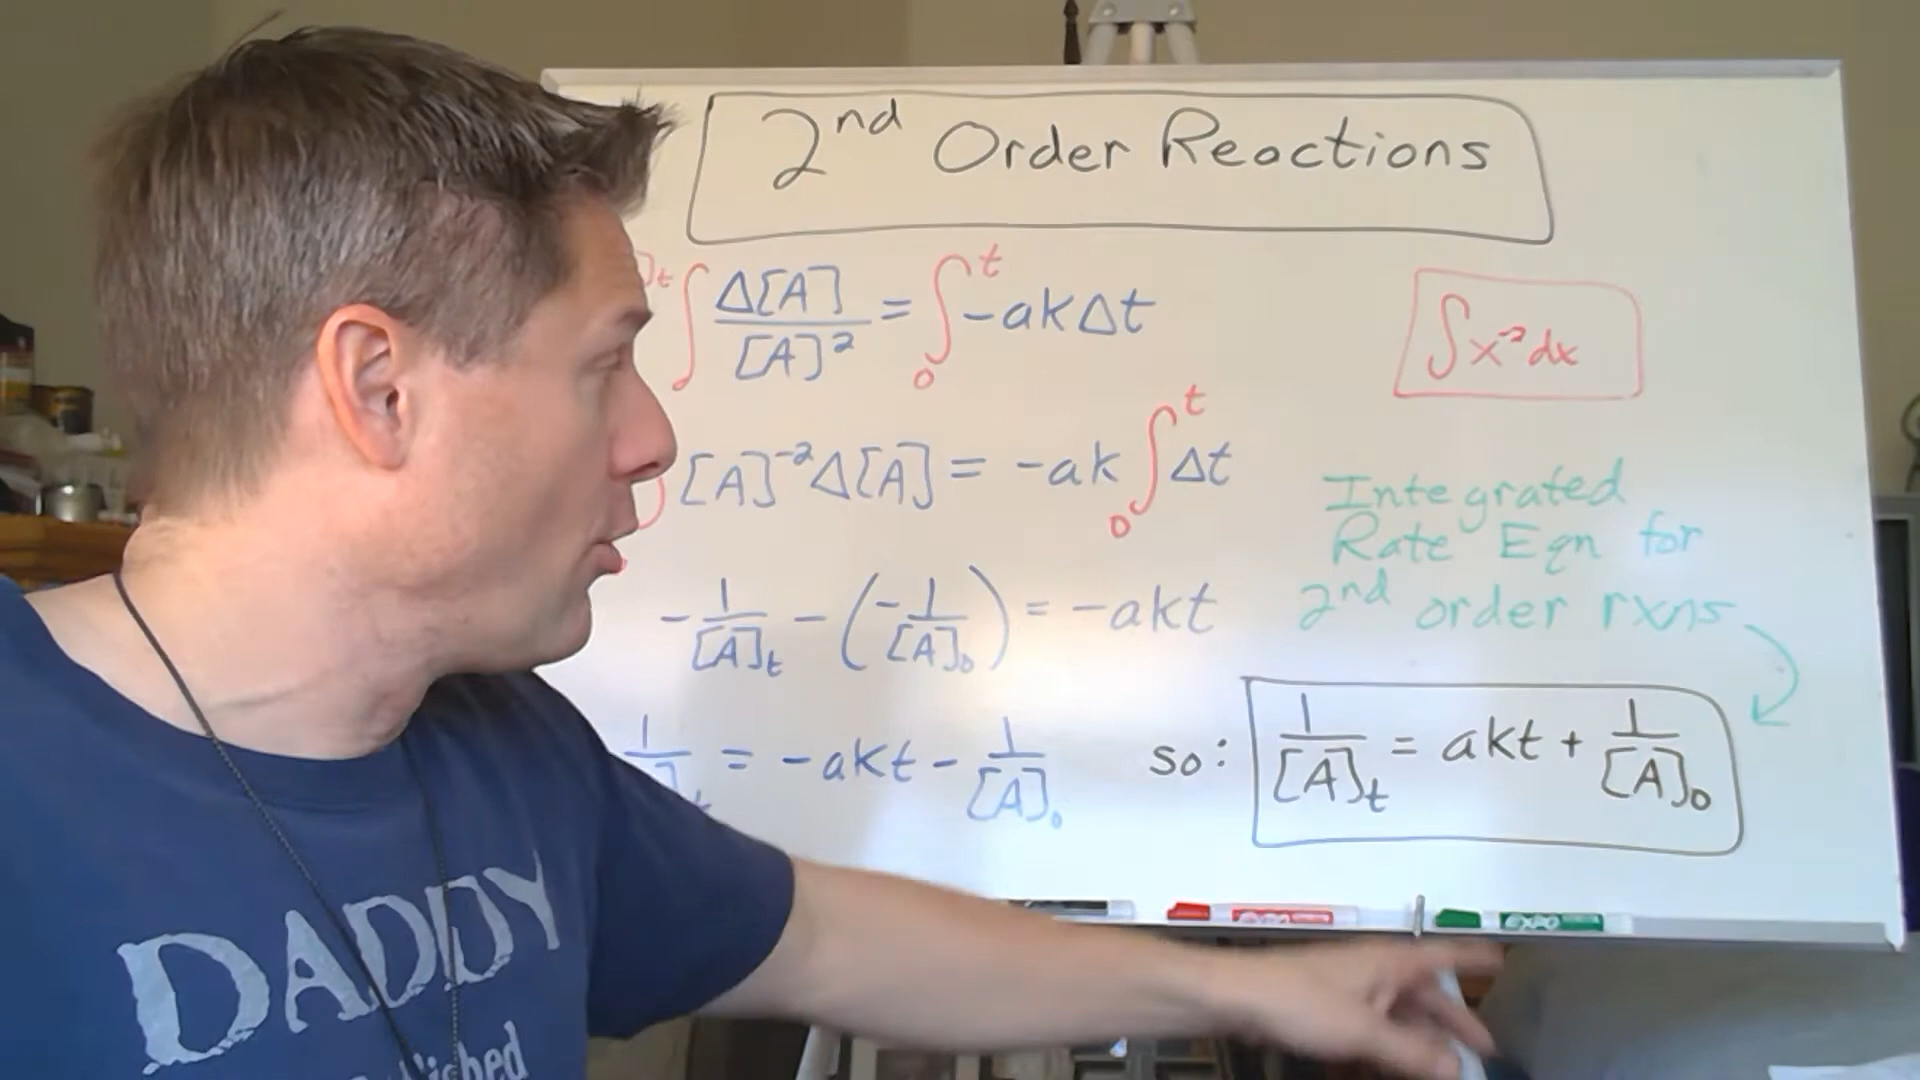 2nd Order Reactions
]t ∫ Δ[A]/[A]² = ∫₀ᵗ -akΔt
∫x⁻²dx
[A]⁻²Δ[A] = -ak ∫₀ᵗ Δt
Integrated
Rate Eqn for
2nd order rxns
-1/[A]t - (-1/[A]₀) = -akt
1/[ ]t = -akt - 1/[A]₀
so: 1/[A]t = akt + 1/[A]₀
EXPO
DADDY